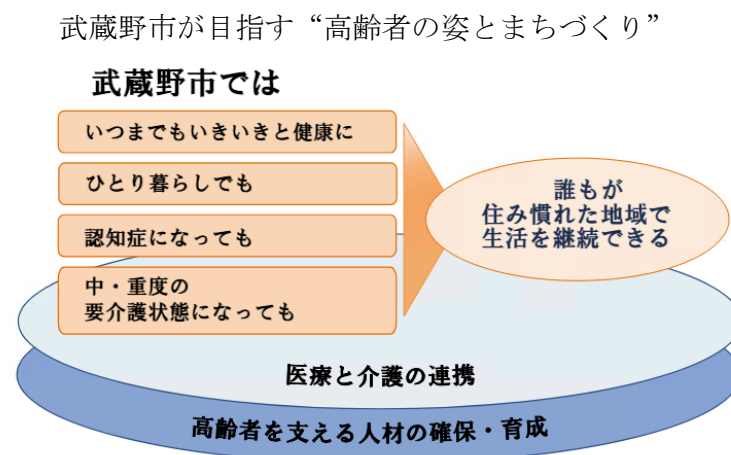 武蔵野市が目指す“高齢者の姿とまちづくり”
武蔵野市では
いつまでもいきいきと健康に
ひとり暮らしでも
認知症になっても
中・重度の
要介護状態になっても
誰もが
住み慣れた地域で
生活を継続できる
医療と介護の連携
高齢者を支える人材の確保・育成